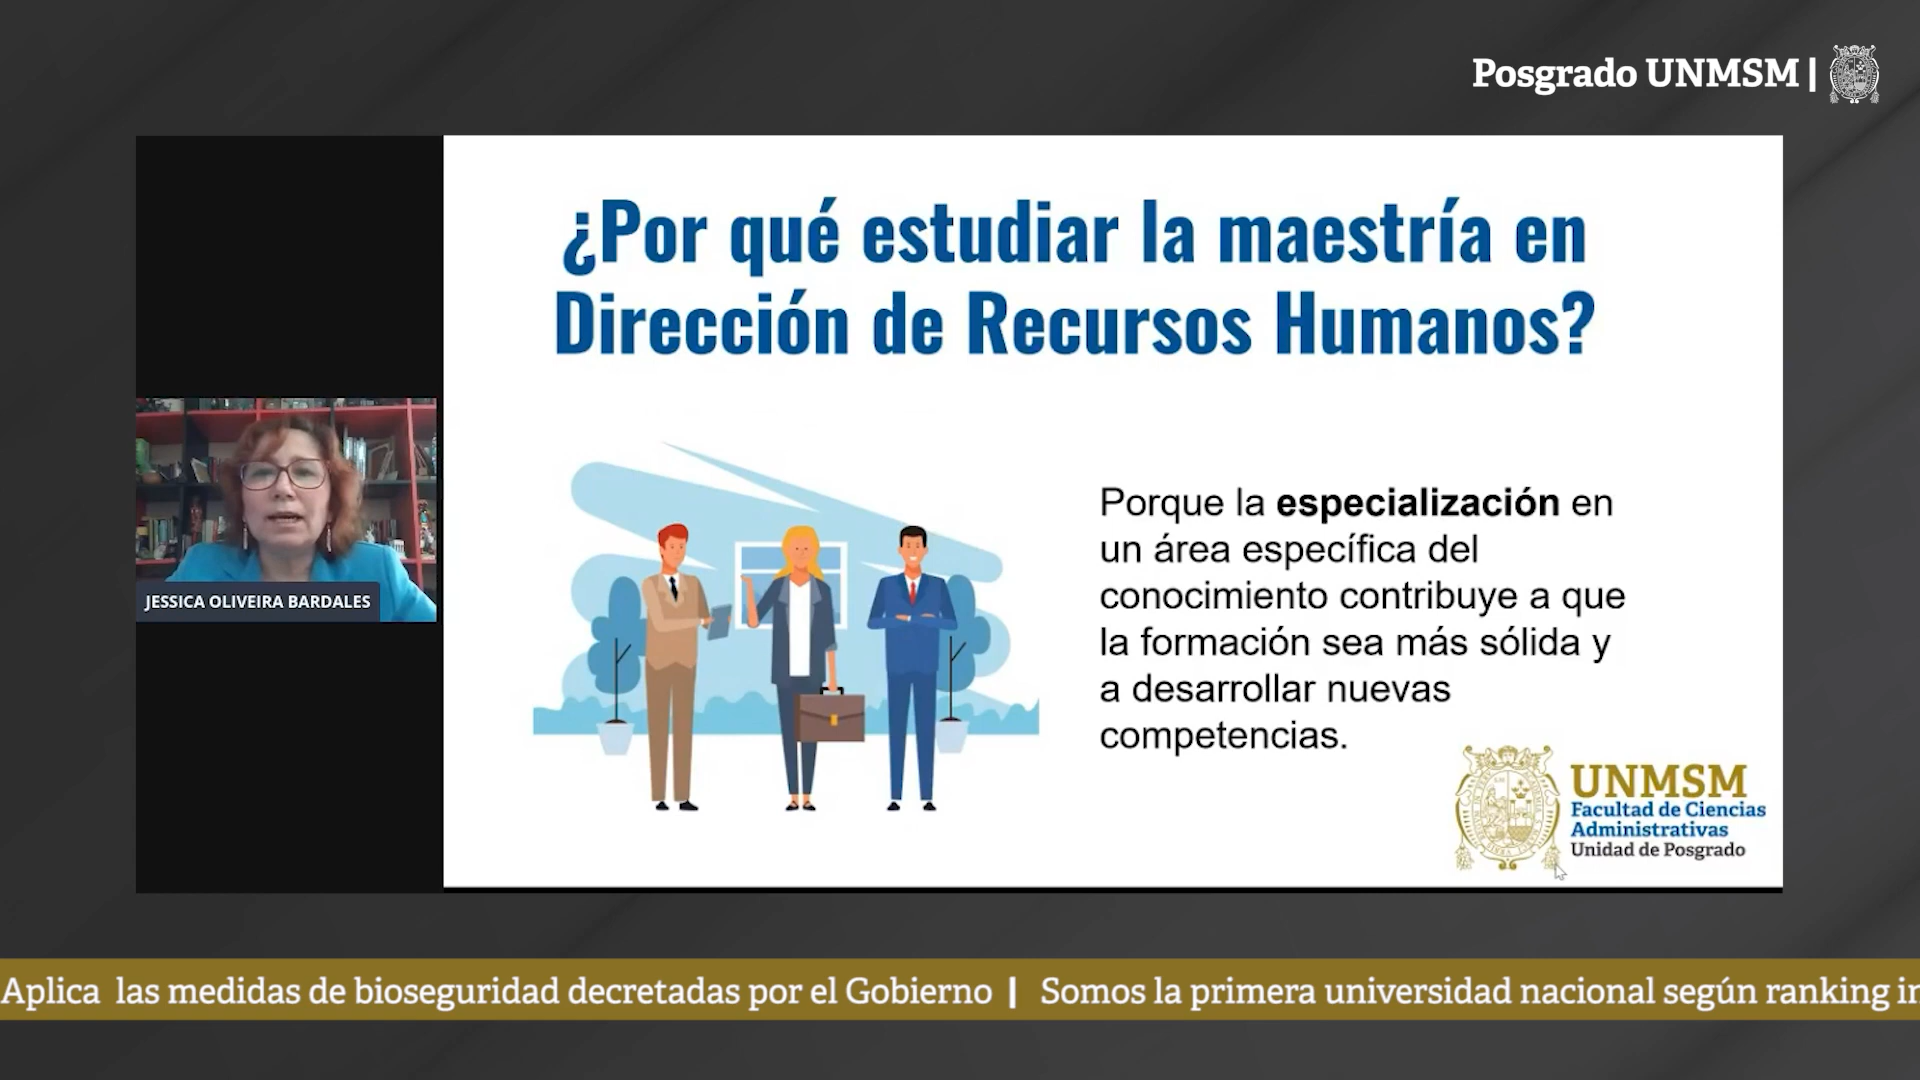 Posgrado UNMSM |
¿Por qué estudiar la maestría en
Dirección de Recursos Humanos?
JESSICA OLIVEIRA BARDALES
Porque la especialización en
un área específica del
conocimiento contribuye a que
la formación sea más sólida y
a desarrollar nuevas
competencias.
UNMSM
Facultad de Ciencias
Administrativas
Unidad de Posgrado
Aplica las medidas de bioseguridad decretadas por el Gobierno | Somos la primera universidad nacional según ranking